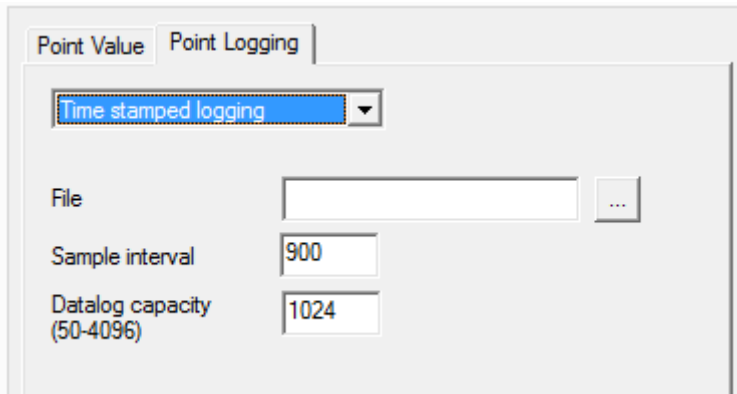 Point Value Point Logging
Time stamped logging
File ...
Sample interval 900
Datalog capacity 1024
(50-4096)